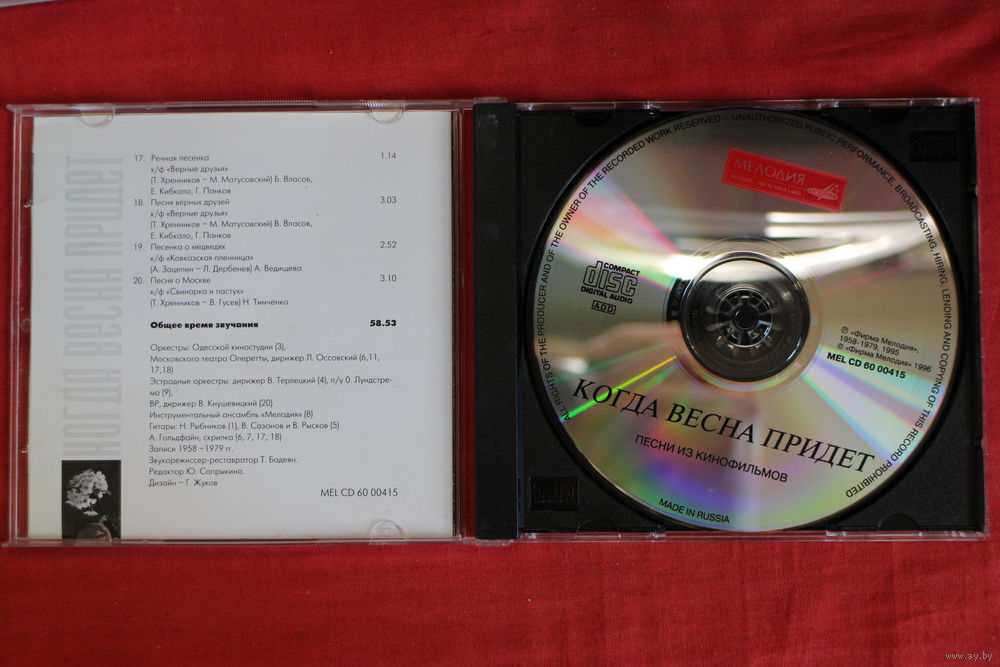 КОГДА ВЕСНА ПРИДЕТ
17. Речная песенка 1.14
к/ф «Верные друзья»
(Т. Хренников – М. Матусовский) Б. Власов,
Е. Кибкало, Г. Панков
18. Песня верных друзей 3.03
к/ф «Верные друзья»
(Т. Хренников – М. Матусовский) В. Власов,
Е. Кибкало, Г. Панков
19. Песенка о медведях 2.52
к/ф «Кавказская пленница»
(А. Зацепин – Л. Дербенев) А. Ведищева
20. Песня о Москве 3.10
к/ф «Свинарка и пастух»
(Т. Хренников – В. Гусев) Н. Тимченко
Общее время звучания 58.53
Оркестры: Одесской киностудии (3),
Московского театра Оперетты, дирижер Л. Оссовский (6,11,
17,18)
Эстрадные оркестры: дирижер В. Терлецкий (4), п/у О. Лундстре-
ма (9),
ВР, дирижер В. Кнушевицкий (20)
Инструментальный ансамбль «Мелодия» (8)
Гитары: Н. Рыбников (1), В. Сазонов и В. Рысков (5)
А. Гольдфайн, скрипка (6, 7, 17, 18)
Записи 1958 –1979 гг.
Звукорежиссер-реставратор Т. Бадеян.
Редактор Ю. Сапрыкина.
Дизайн – Г. Жуков
MEL CD 60 00415
ALL RIGHTS OF THE PRODUCER AND OF THE OWNER OF THE RECORDED WORK RESERVED - UNAUTHORIZED PUBLIC PERFORMANCE, BROADCASTING, HIRING, LENDING AND COPYING OF THIS RECORD PROHIBITED
МЕЛОДИЯ
COMPACT
disc
DIGITAL AUDIO
ADD
℗ «Фирма Мелодия»,
1958-1979, 1995
© «Фирма Мелодия» 1996
MEL CD 60 00415
КОГДА ВЕСНА ПРИДЕТ
ПЕСНИ ИЗ КИНОФИЛЬМОВ
MADE IN RUSSIA
www.ay.by